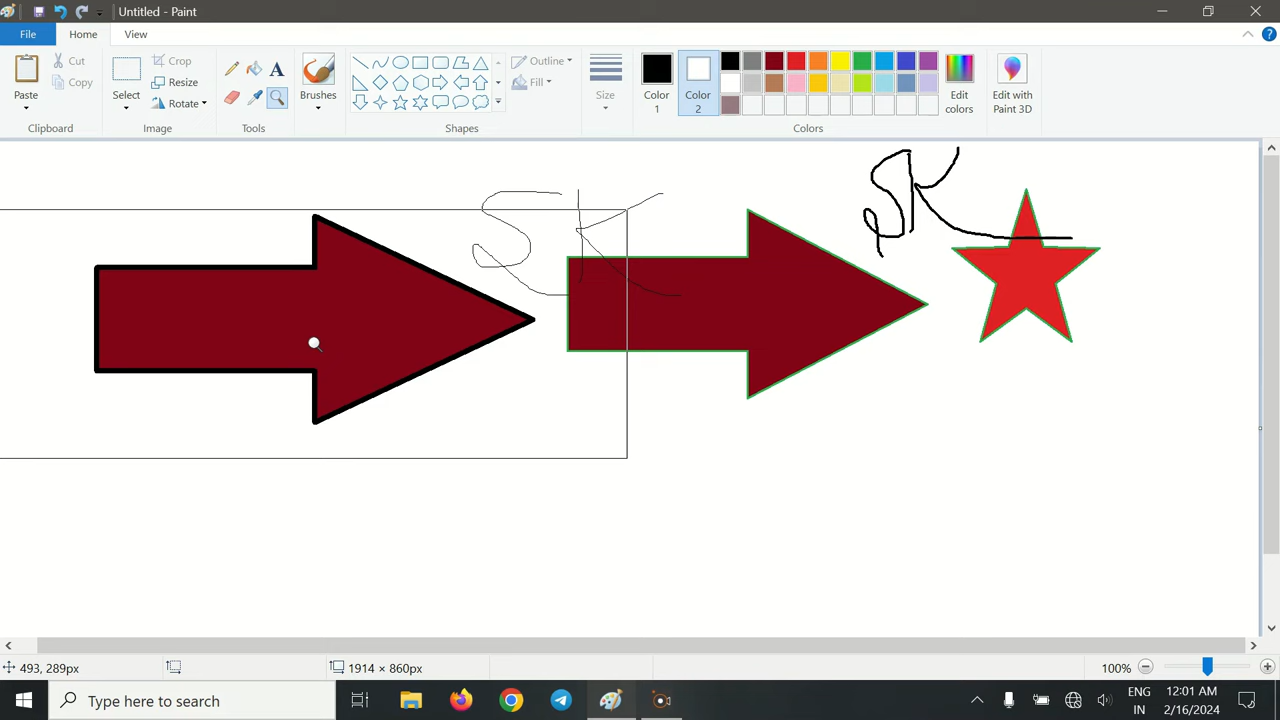 Untitled - Paint
File Home View
Paste Cut Copy Select Crop Resize Rotate Brushes Outline Fill Size Color 1 Color 2 Edit colors Edit with Paint 3D
Clipboard Image Tools Shapes Colors
SK SK
493, 289px 1914 × 860px 100%
Type here to search ENG IN 12:01 AM 2/16/2024